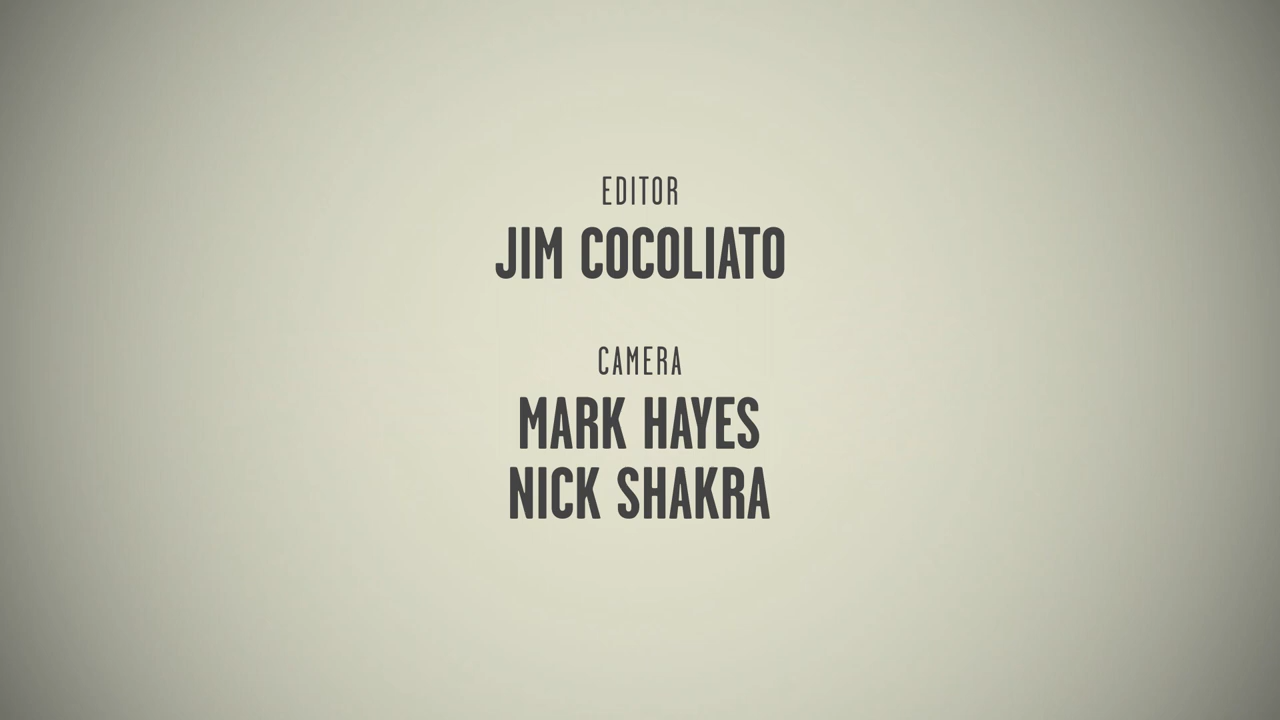 EDITOR
JIM COCOLIATO
CAMERA
MARK HAYES
NICK SHAKRA